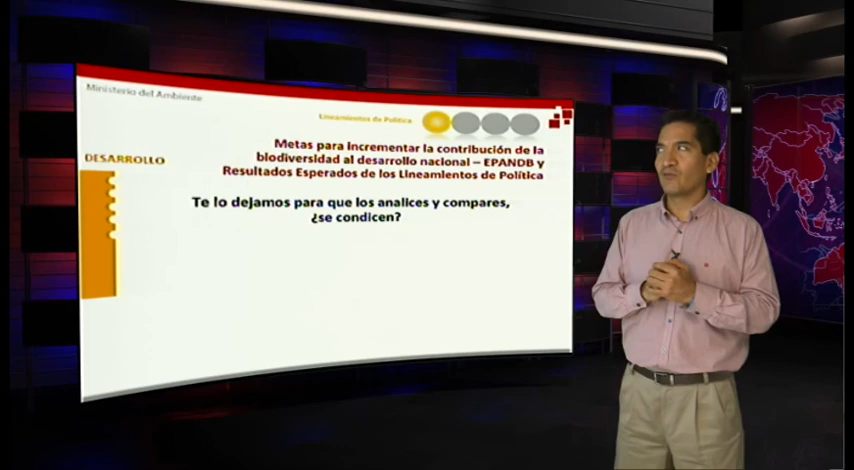 Ministerio del Ambiente
Lineamientos de Política
Metas para incrementar la contribución de la
biodiversidad al desarrollo nacional – EPANDB y
Resultados Esperados de los Lineamientos de Política
DESARROLLO
Te lo dejamos para que los analices y compares,
¿se condicen?